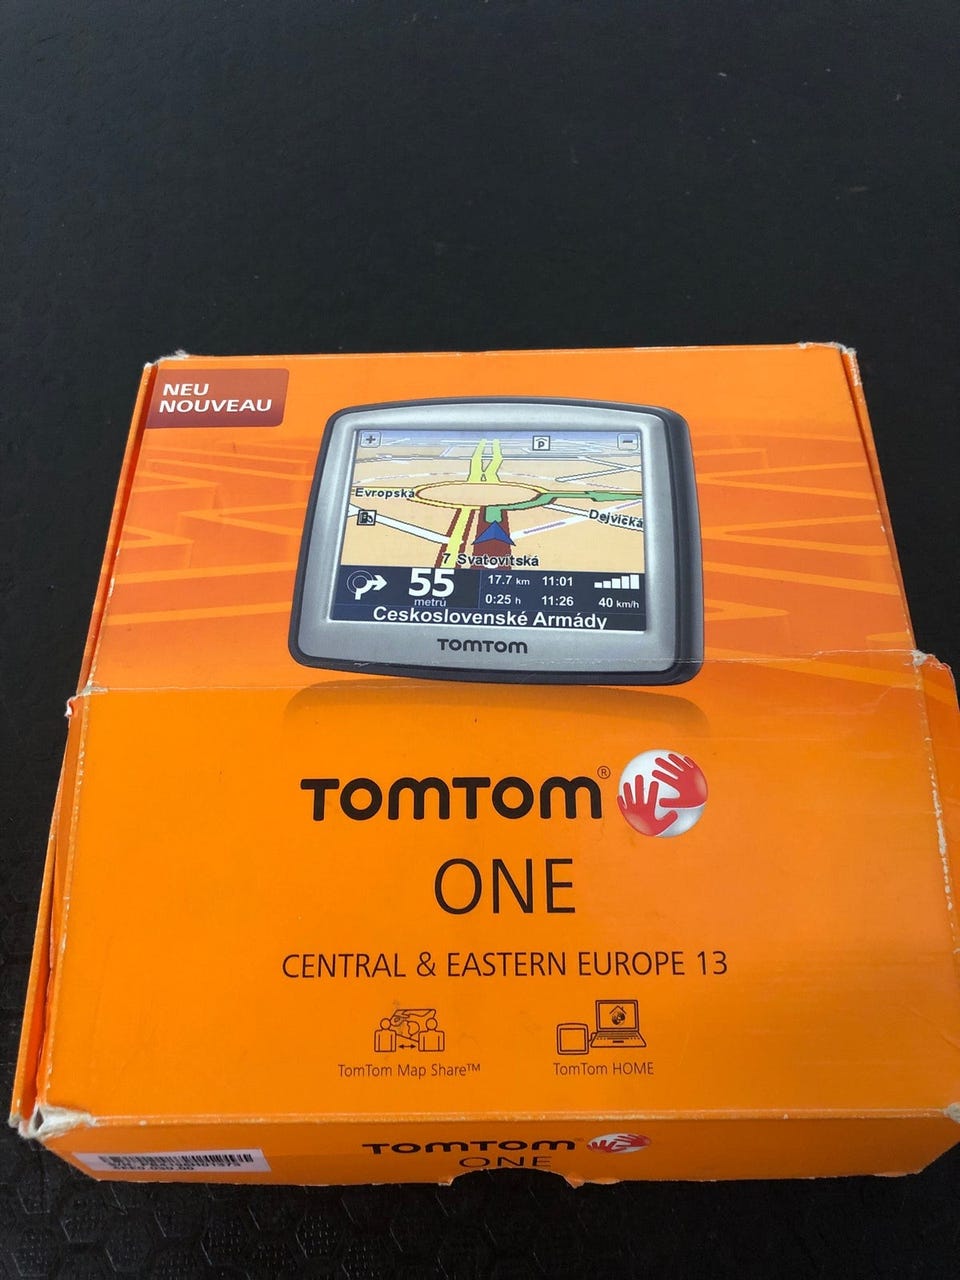 NEU
NOUVEAU
Evropská
Dejvická
7 Svatovítská
55
metrů
17.7 km 11:01
0:25 h 11:26
40 km/h
Ceskoslovenské Armády
TOMTOM
TOMTOM®
ONE
CENTRAL & EASTERN EUROPE 13
TomTom Map Share™
TomTom HOME
TOMTOM
ONE